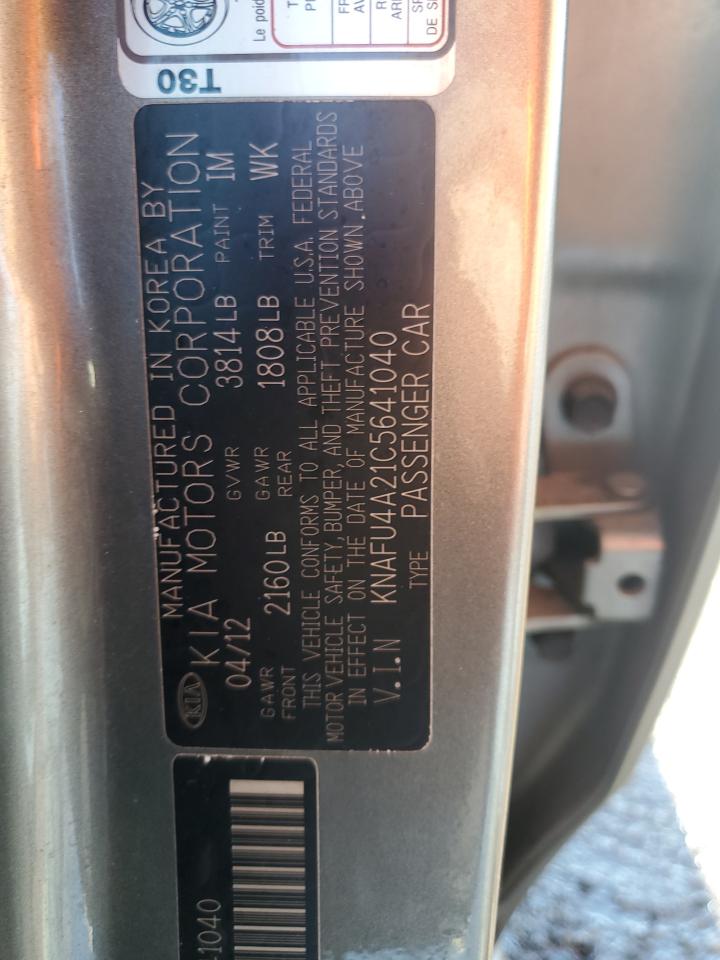 MANUFACTURED IN KOREA BY
KIA KIA MOTORS CORPORATION
04/12 GVWR 3814LB PAINT IM
GAWR FRONT 2160LB GAWR REAR 1808LB TRIM WK
THIS VEHICLE CONFORMS TO ALL APPLICABLE U.S.A. FEDERAL
MOTOR VEHICLE SAFETY, BUMPER, AND THEFT PREVENTION STANDARDS
IN EFFECT ON THE DATE OF MANUFACTURE SHOWN ABOVE
V.I.N KNAFU4A21C5641040
TYPE PASSENGER CAR
T30
Le
1040